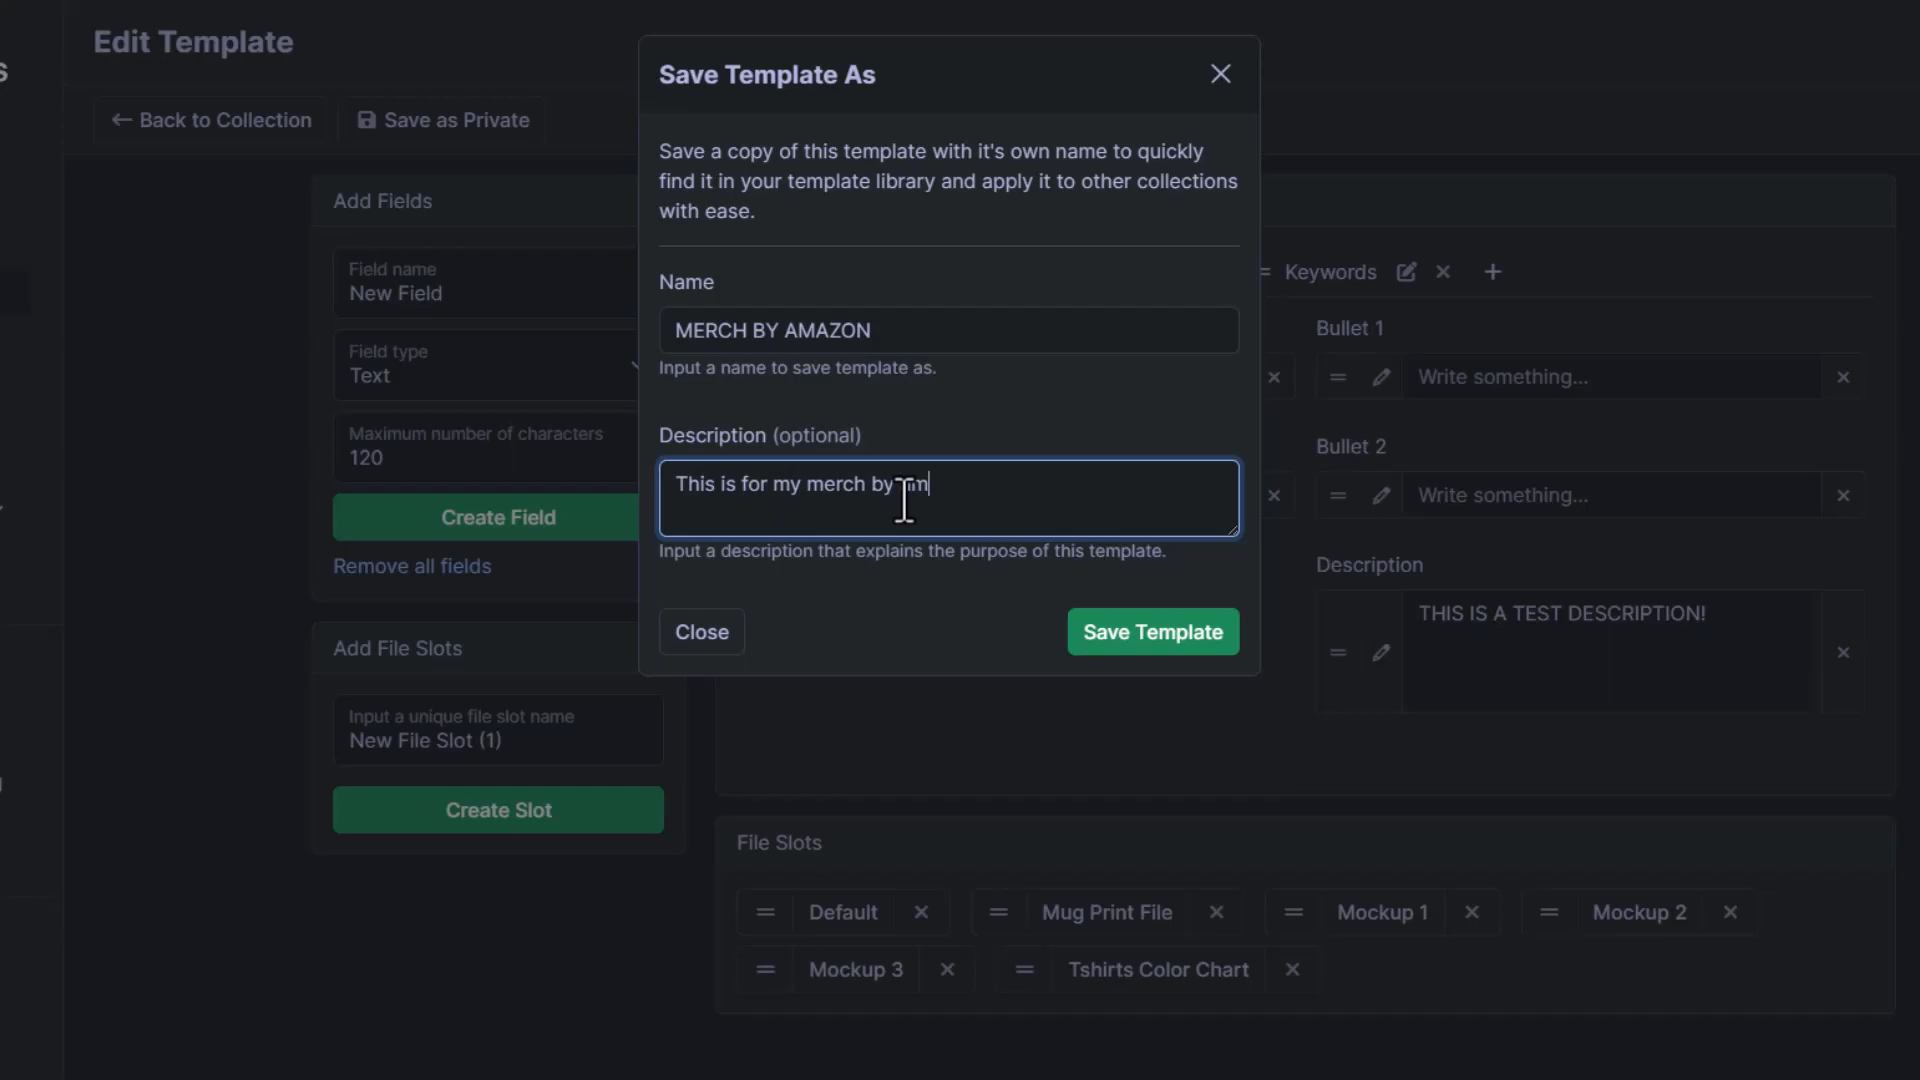 Edit Template
Back to Collection
Save as Private
Add Fields
Field name
New Field
Field type
Text
Maximum number of characters
120
Create Field
Remove all fields
Add File Slots
Input a unique file slot name
New File Slot (1)
Create Slot
Save Template As
Save a copy of this template with it's own name to quickly
find it in your template library and apply it to other collections
with ease.
Name
MERCH BY AMAZON
Input a name to save template as.
Description (optional)
This is for my merch by
Input a description that explains the purpose of this template.
Close
Save Template
Keywords
Bullet 1
Write something...
Bullet 2
Write something...
Description
THIS IS A TEST DESCRIPTION!
File Slots
Default
Mug Print File
Mockup 1
Mockup 2
Mockup 3
Tshirts Color Chart